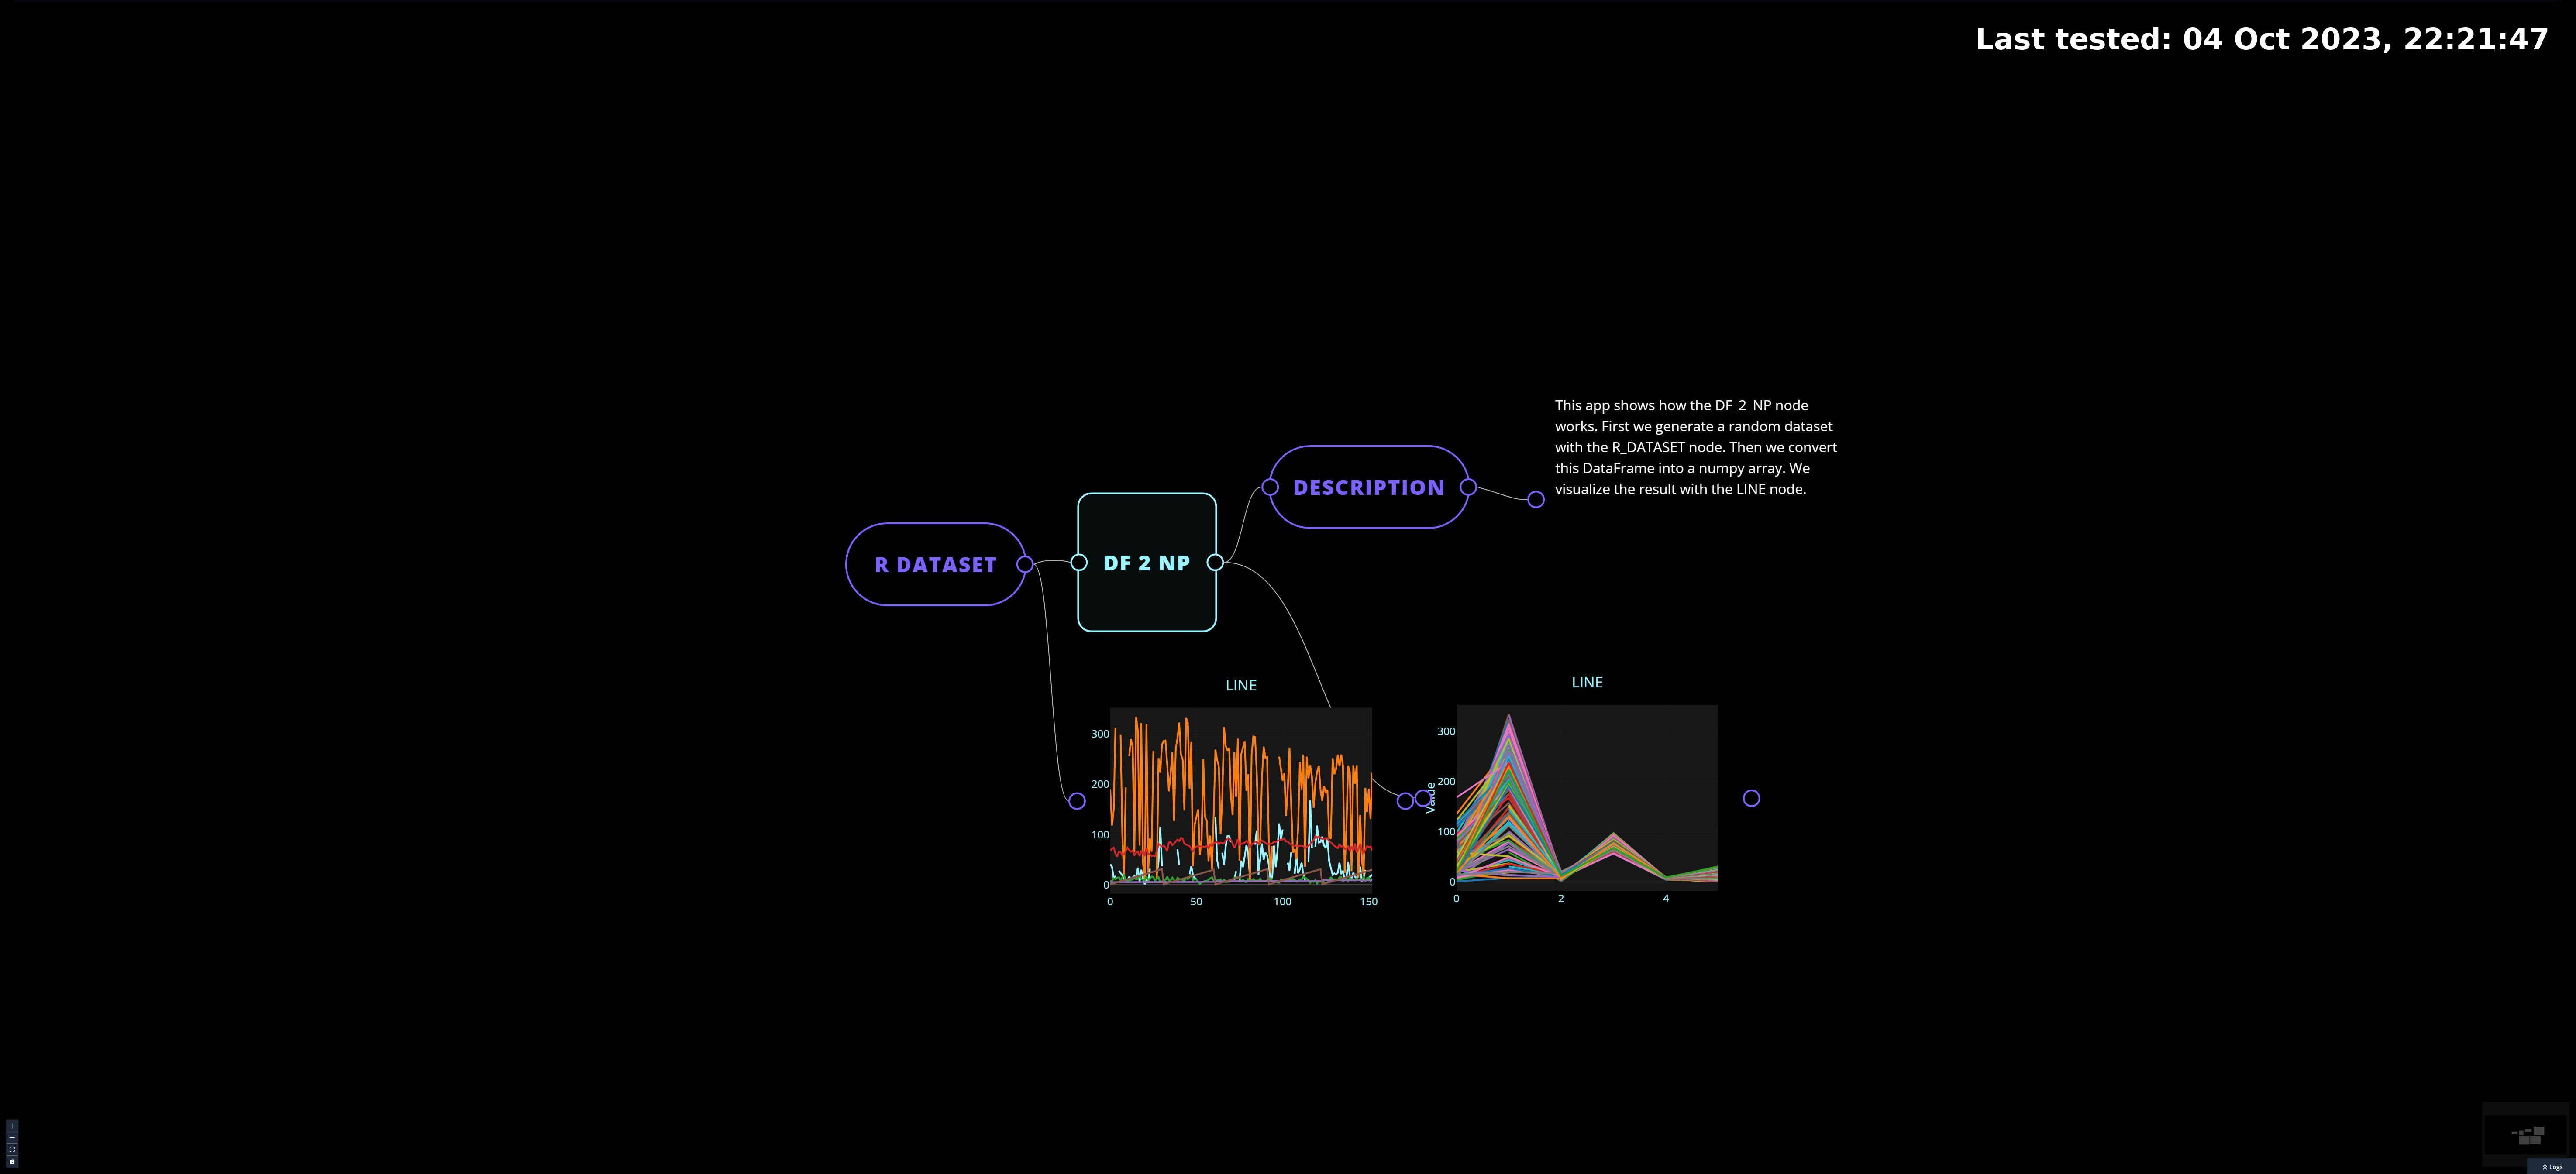 Last tested: 04 Oct 2023, 22:21:47
This app shows how the DF_2_NP node
works. First we generate a random dataset
with the R_DATASET node. Then we convert
this DataFrame into a numpy array. We
visualize the result with the LINE node.
DESCRIPTION
R DATASET
DF 2 NP
LINE
300
200
100
0
0 50 100 150
LINE
Value
300
200
100
0
0 2 4
Logs